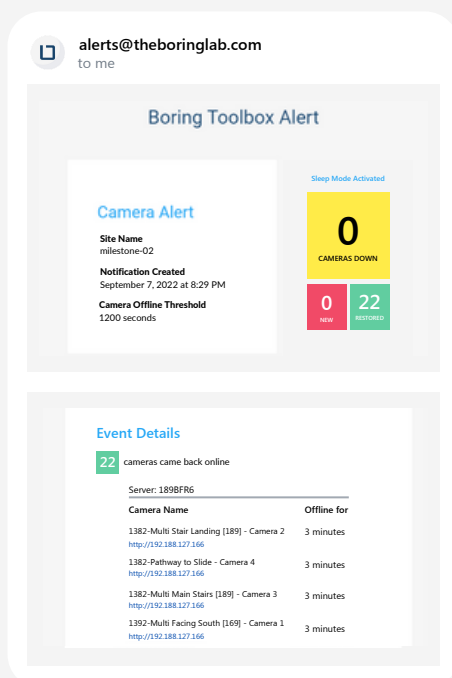 alerts@theboringlab.com
to me
Boring Toolbox Alert
Camera Alert
Site Name
milestone-02
Notification Created
September 7, 2022 at 8:29 PM
Camera Offline Threshold
1200 seconds
Sleep Mode Activated
0
CAMERAS DOWN
0
NEW
22
RESTORED
Event Details
22 cameras came back online
Server: 189BFR6
Camera Name Offline for
1382-Multi Stair Landing [189] - Camera 2 3 minutes
http://192.188.127.166
1382-Pathway to Slide - Camera 4 3 minutes
http://192.188.127.166
1382-Multi Main Stairs [189] - Camera 3 3 minutes
http://192.188.127.166
1392-Multi Facing South [169] - Camera 1 3 minutes
http://192.188.127.166